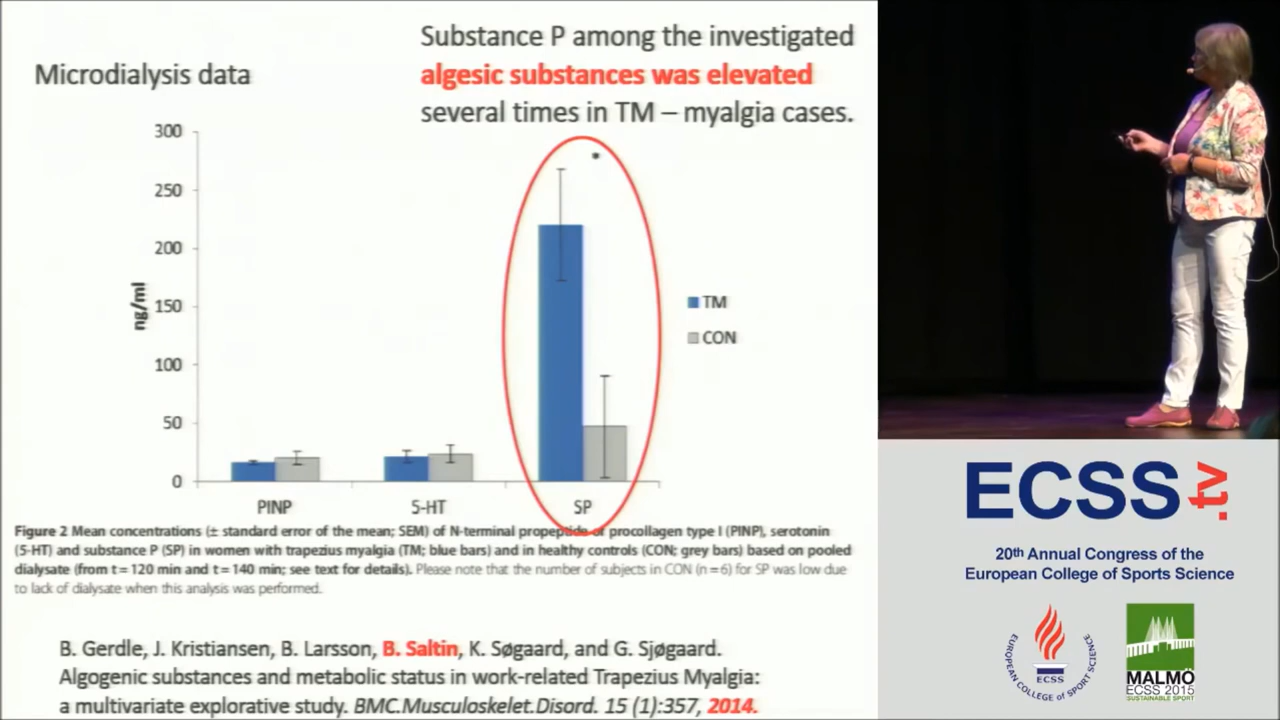 Microdialysis data
Substance P among the investigated
algesic substances was elevated
several times in TM – myalgia cases.
300
250
200
150
100
50
0
ng/ml
PINP
5-HT
SP
TM
CON
Figure 2 Mean concentrations (± standard error of the mean; SEM) of N-terminal propeptide of procollagen type I (PINP), serotonin
(5-HT) and substance P (SP) in women with trapezius myalgia (TM; blue bars) and in healthy controls (CON; grey bars) based on pooled
dialysate (from t = 120 min and t = 140 min; see text for details). Please note that the number of subjects in CON (n = 6) for SP was low due
to lack of dialysate when this analysis was performed.
B. Gerdle, J. Kristiansen, B. Larsson, B. Saltin, K. Søgaard, and G. Sjøgaard.
Algogenic substances and metabolic status in work-related Trapezius Myalgia:
a multivariate explorative study. BMC.Musculoskelet.Disord. 15 (1):357, 2014.
ECSS.tv
20th Annual Congress of the
European College of Sports Science
EUROPEAN COLLEGE OF SPORT SCIENCE
ECSS
MALMÖ
ECSS 2015
SUSTAINABLE SPORT